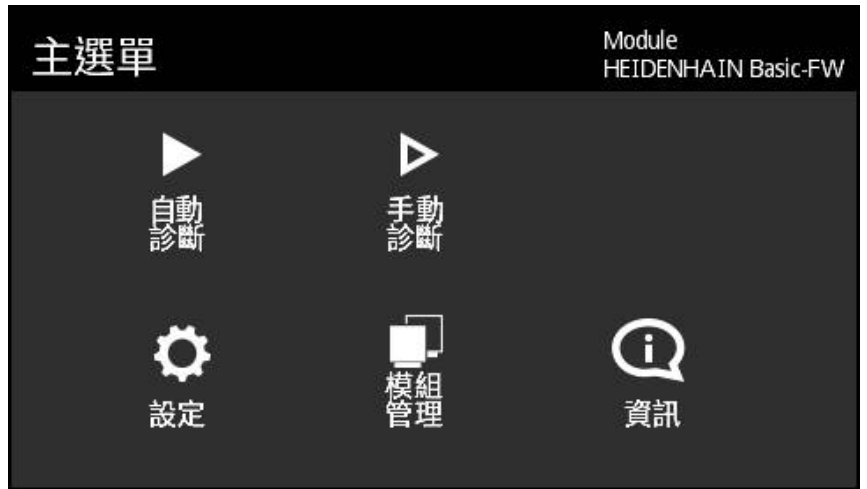 主選單
Module
HEIDENHAIN Basic-FW
自動
診斷
手動
診斷
設定
模組
管理
資訊